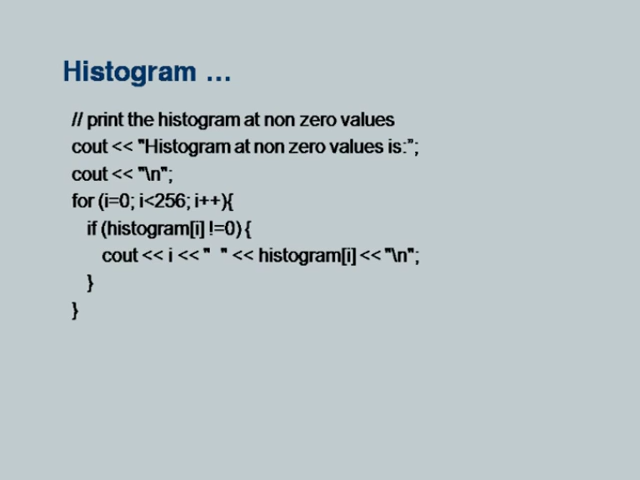 Histogram …
// print the histogram at non zero values
cout << "Histogram at non zero values is:”;
cout << "\n";
for (i=0; i<256; i++){
if (histogram[i] !=0) {
cout << i << "  " << histogram[i] << "\n";
}
}